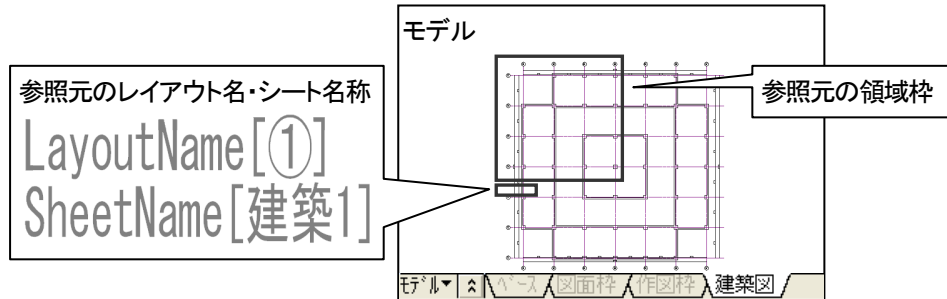 モデル
参照元のレイアウト名・シート名称
LayoutName[①]
SheetName[建築1]
参照元の領域枠
モデル▼ ベース 図面枠 作図枠 建築図